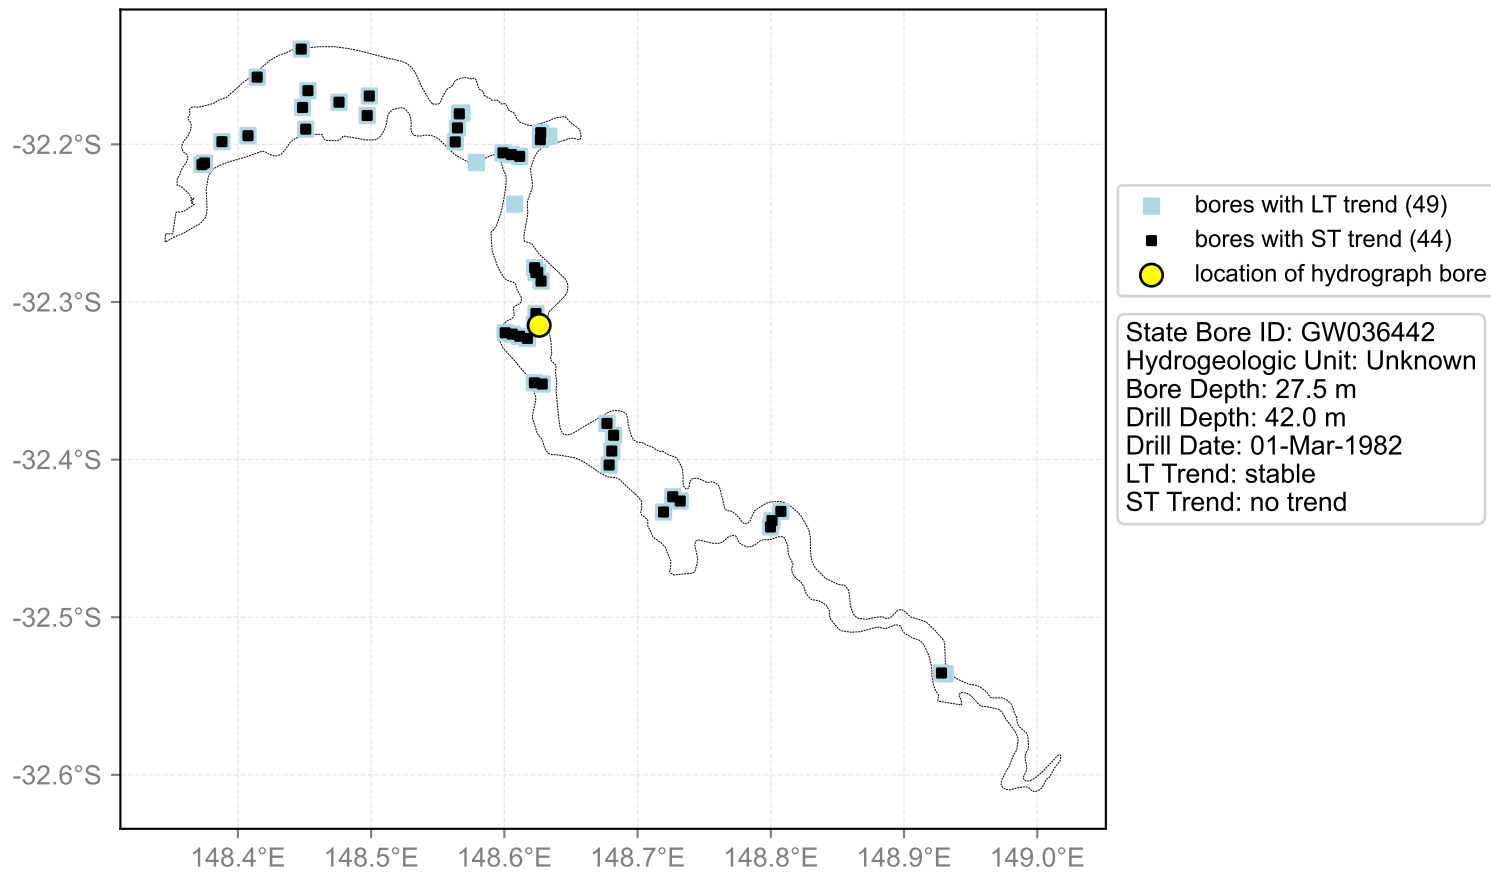 -32.2°S
-32.3°S
-32.4°S
-32.5°S
-32.6°S
148.4°E 148.5°E 148.6°E 148.7°E 148.8°E 148.9°E 149.0°E
bores with LT trend (49)
bores with ST trend (44)
location of hydrograph bore
State Bore ID: GW036442
Hydrogeologic Unit: Unknown
Bore Depth: 27.5 m
Drill Depth: 42.0 m
Drill Date: 01-Mar-1982
LT Trend: stable
ST Trend: no trend